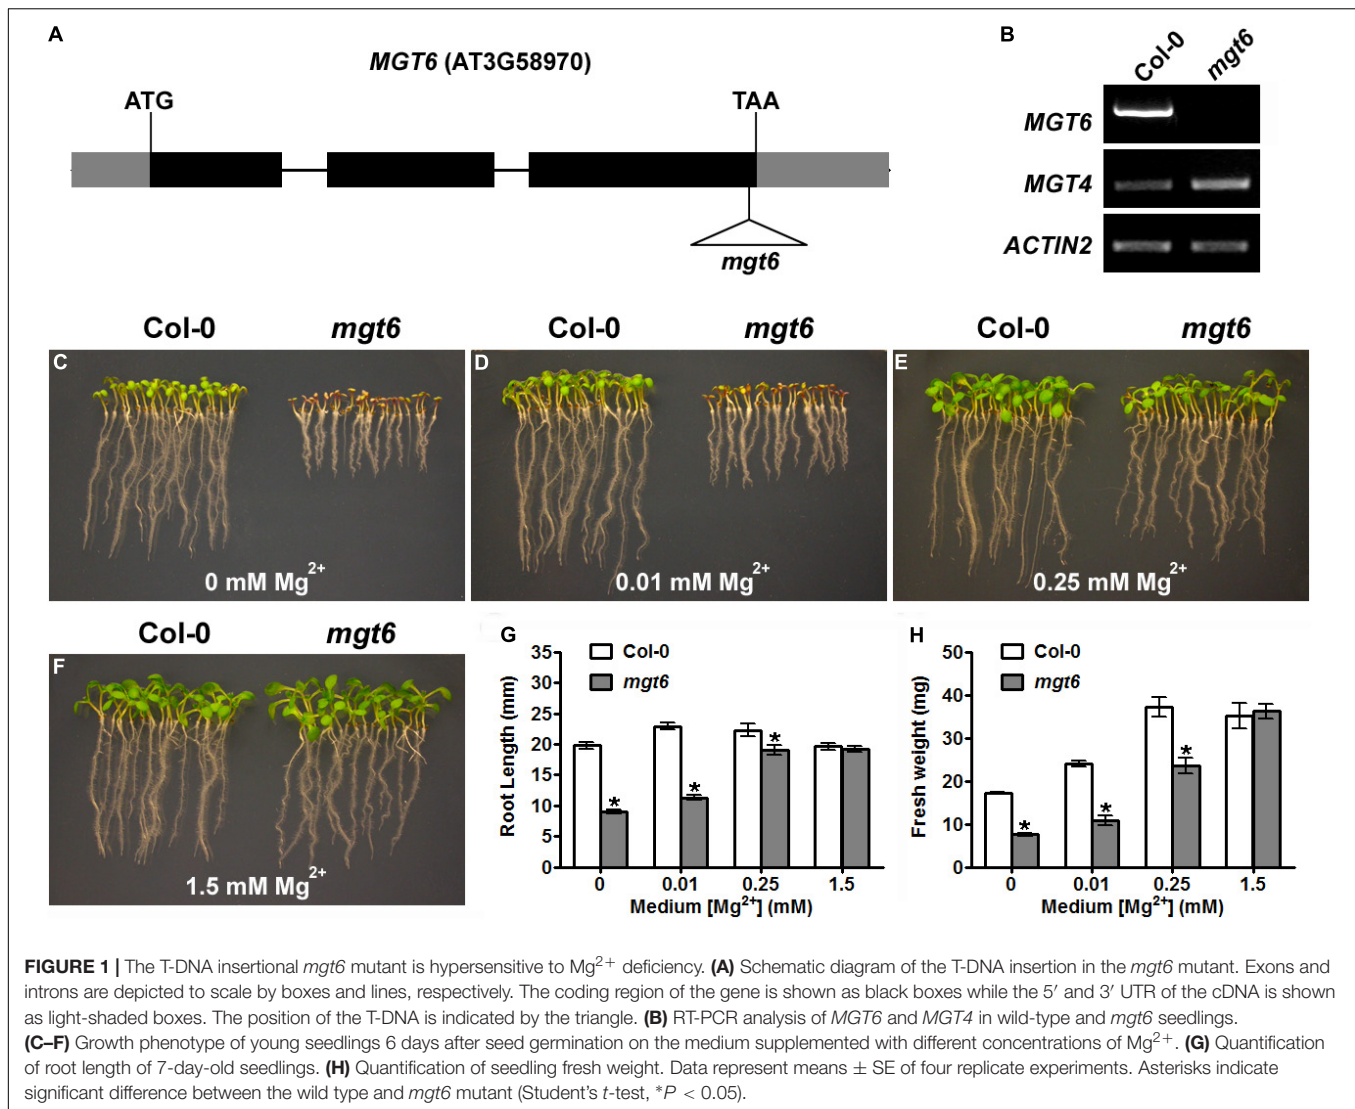 A
MGT6 (AT3G58970)
ATG
TAA
mgt6
B
Col-0
mgt6
MGT6
MGT4
ACTIN2
Col-0
mgt6
C
0 mM Mg2+
Col-0
mgt6
D
0.01 mM Mg2+
Col-0
mgt6
E
0.25 mM Mg2+
Col-0
mgt6
F
1.5 mM Mg2+
G
Root Length (mm)
35
30
25
20
15
10
5
0
Col-0
mgt6
*
*
*
0
0.01
0.25
1.5
Medium [Mg2+] (mM)
H
Fresh weight (mg)
50
40
30
20
10
0
Col-0
mgt6
*
*
*
0
0.01
0.25
1.5
Medium [Mg2+] (mM)
FIGURE 1 | The T-DNA insertional mgt6 mutant is hypersensitive to Mg2+ deficiency. (A) Schematic diagram of the T-DNA insertion in the mgt6 mutant. Exons and
introns are depicted to scale by boxes and lines, respectively. The coding region of the gene is shown as black boxes while the 5′ and 3′ UTR of the cDNA is shown
as light-shaded boxes. The position of the T-DNA is indicated by the triangle. (B) RT-PCR analysis of MGT6 and MGT4 in wild-type and mgt6 seedlings.
(C–F) Growth phenotype of young seedlings 6 days after seed germination on the medium supplemented with different concentrations of Mg2+. (G) Quantification
of root length of 7-day-old seedlings. (H) Quantification of seedling fresh weight. Data represent means ± SE of four replicate experiments. Asterisks indicate
significant difference between the wild type and mgt6 mutant (Student's t-test, *P < 0.05).